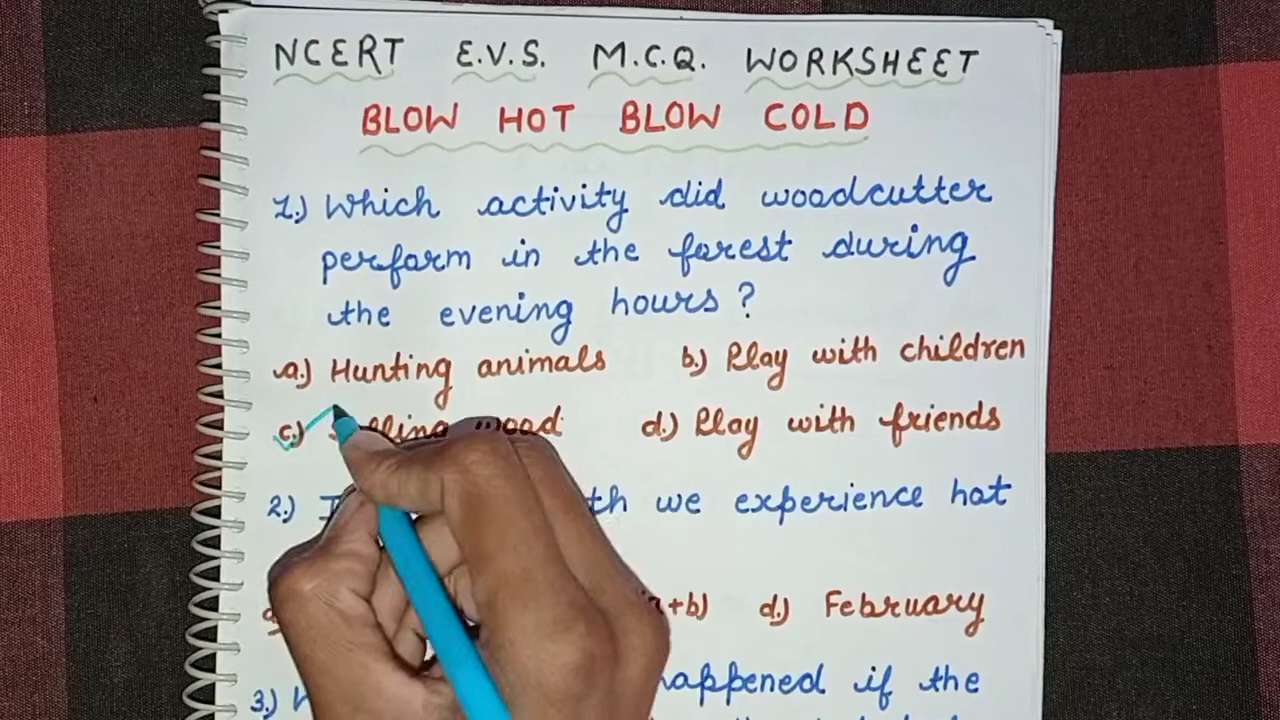 NCERT E.V.S. M.C.Q. WORKSHEET
BLOW HOT BLOW COLD
1.) Which activity did woodcutter
perform in the forest during
the evening hours?
a.) Hunting animals b.) Play with children
c.) wood d.) Play with friends
2.) we experience hot
a+b) d.) February
3.) happened if the